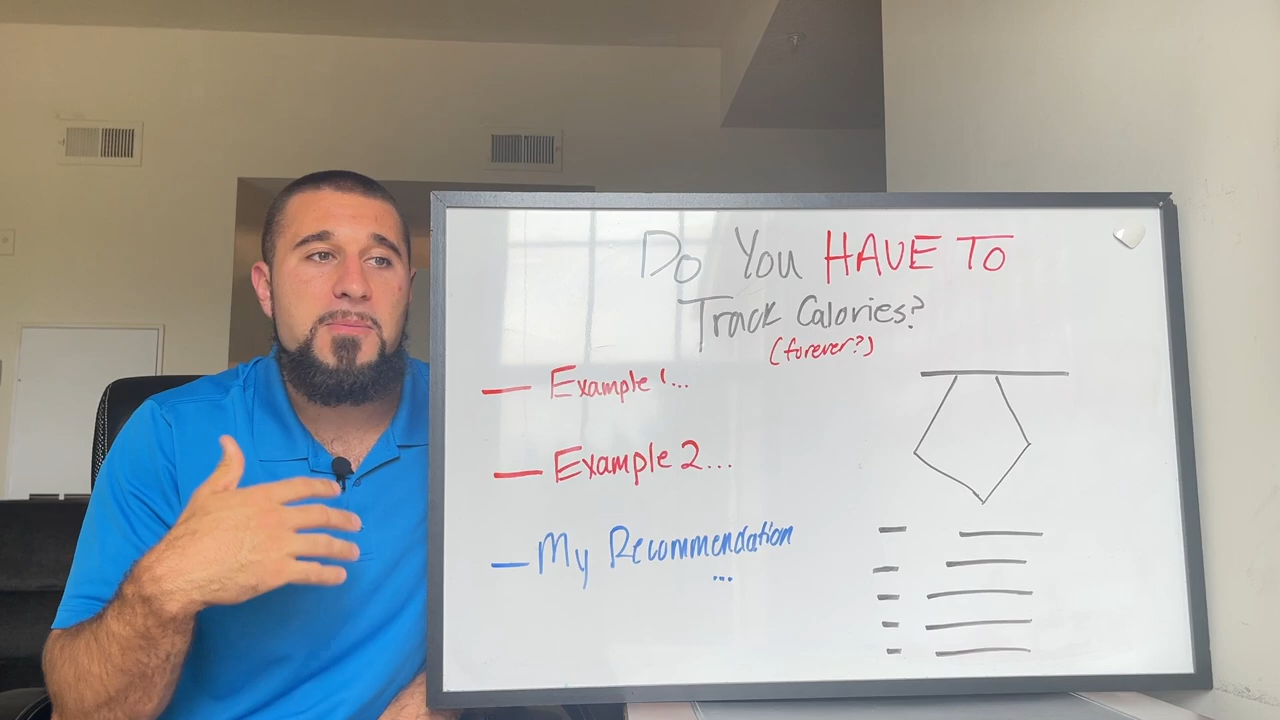 Do You HAVE TO
Track Calories?
(forever?)
— Example 1...
— Example 2...
— My Recommendation
...